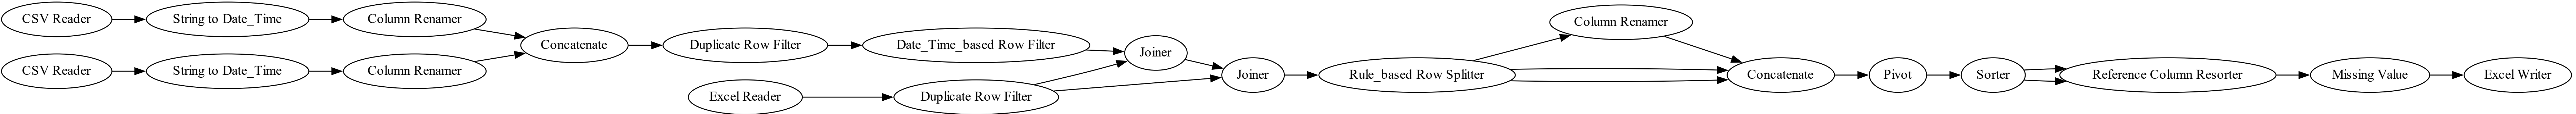 CSV Reader
String to Date_Time
Column Renamer
CSV Reader
String to Date_Time
Column Renamer
Concatenate
Duplicate Row Filter
Date_Time_based Row Filter
Excel Reader
Duplicate Row Filter
Joiner
Joiner
Rule_based Row Splitter
Column Renamer
Concatenate
Pivot
Sorter
Reference Column Resorter
Missing Value
Excel Writer